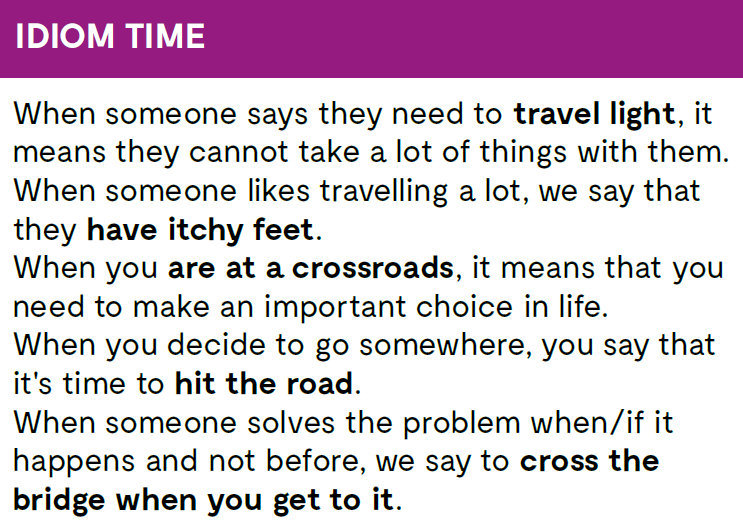 IDIOM TIME
When someone says they need to travel light, it
means they cannot take a lot of things with them.
When someone likes travelling a lot, we say that
they have itchy feet.
When you are at a crossroads, it means that you
need to make an important choice in life.
When you decide to go somewhere, you say that
it's time to hit the road.
When someone solves the problem when/if it
happens and not before, we say to cross the
bridge when you get to it.